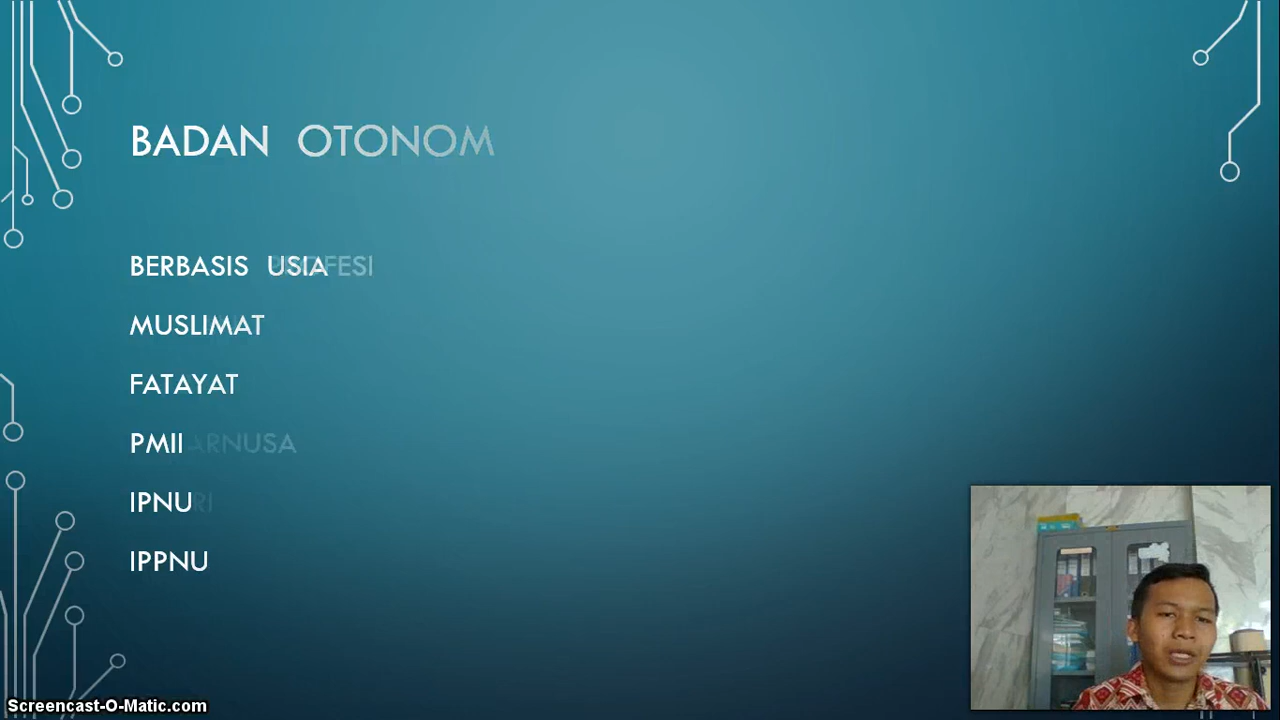 BADAN OTONOM
BERBASIS USIA
MUSLIMAT
FATAYAT
PMII
IPNU
IPPNU
Screencast-O-Matic.com